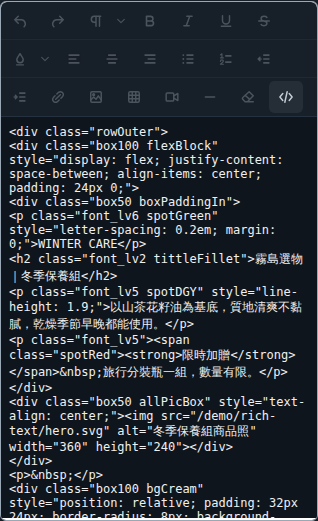 <div class="rowOuter">
<div class="box100 flexBlock"
style="display: flex; justify-content:
space-between; align-items: center;
padding: 24px 0;">
<div class="box50 boxPaddingIn">
<p class="font_lv6 spotGreen"
style="letter-spacing: 0.2em; margin:
0;">WINTER CARE</p>
<h2 class="font_lv2 tittleFillet">霧島選物
｜冬季保養組</h2>
<p class="font_lv5 spotDGY" style="line-
height: 1.9;">以山茶花籽油為基底，質地清爽不黏
膩，乾燥季節早晚都能使用。</p>
<p class="font_lv5"><span
class="spotRed"><strong>限時加贈</strong>
</span>&nbsp;旅行分裝瓶一組，數量有限。</p>
</div>
<div class="box50 allPicBox" style="text-
align: center;"><img src="/demo/rich-
text/hero.svg" alt="冬季保養組商品照"
width="360" height="240"></div>
</div>
<p>&nbsp;</p>
<div class="box100 bgCream"
style="position: relative; padding: 32px
24px; border-radius: 8px; background-